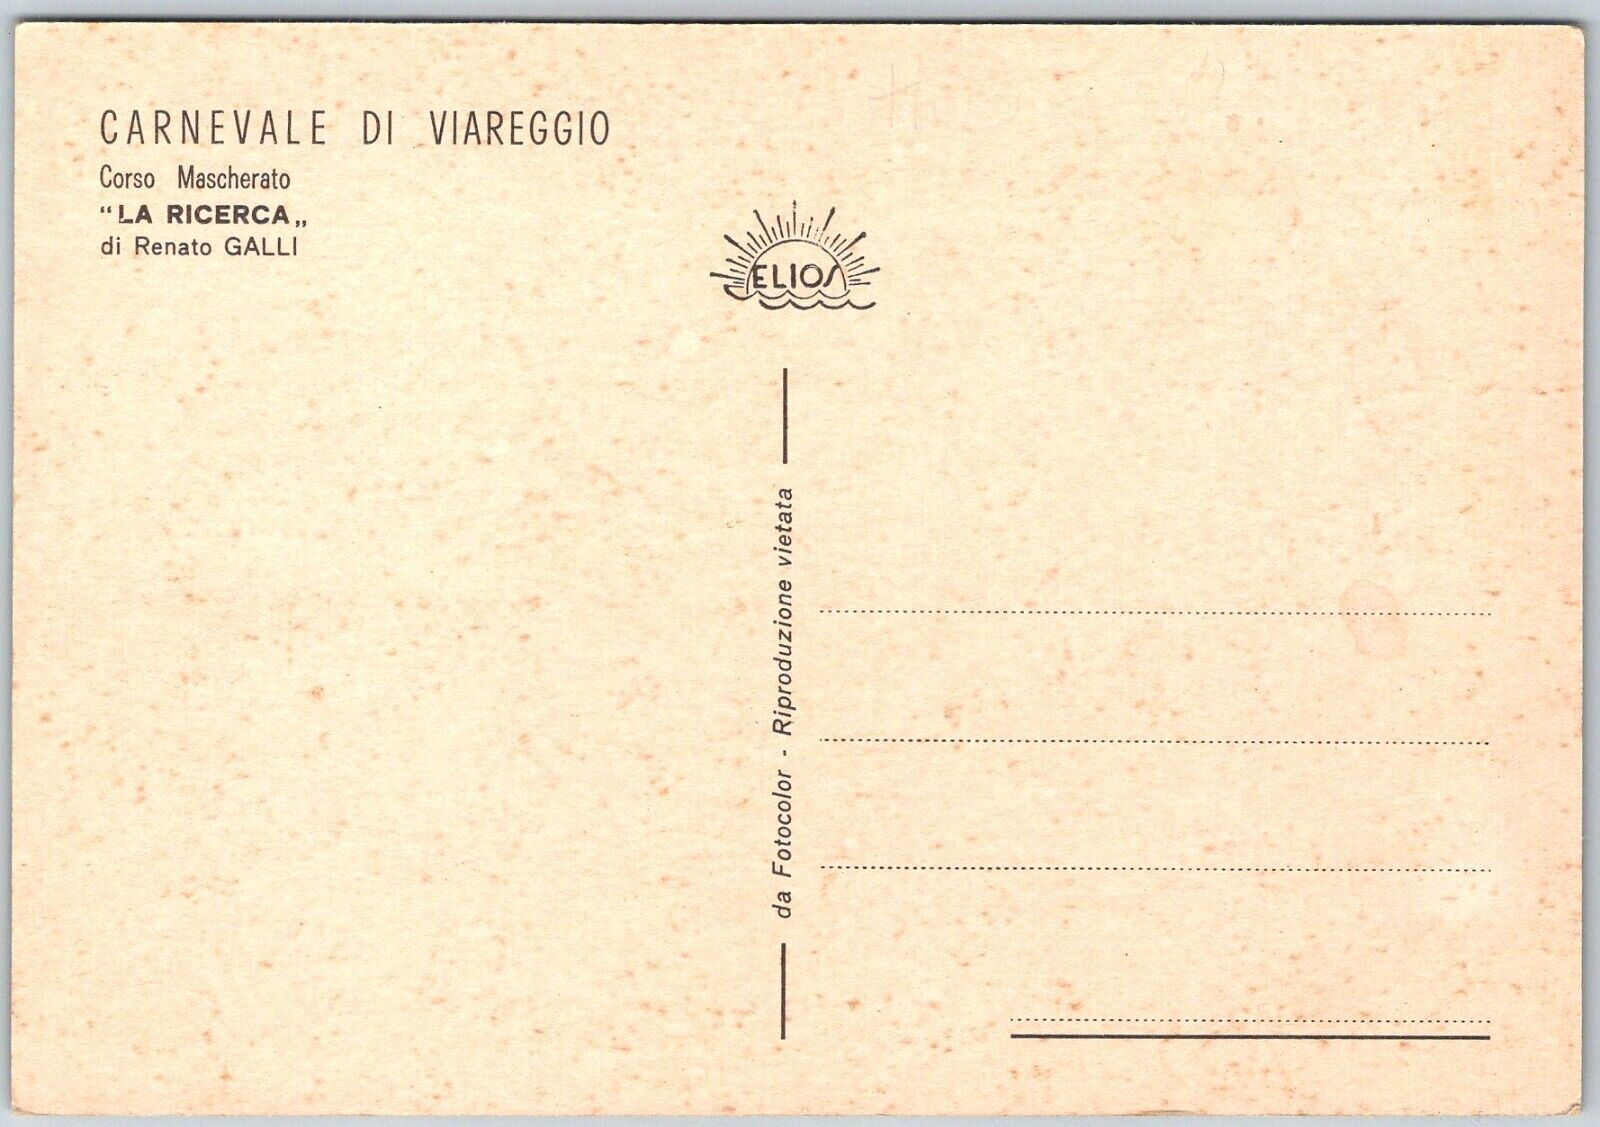 CARNEVALE DI VIAREGGIO
Corso Mascherato
"LA RICERCA„
di Renato GALLI
ELIOS
da Fotocolor - Riproduzione vietata